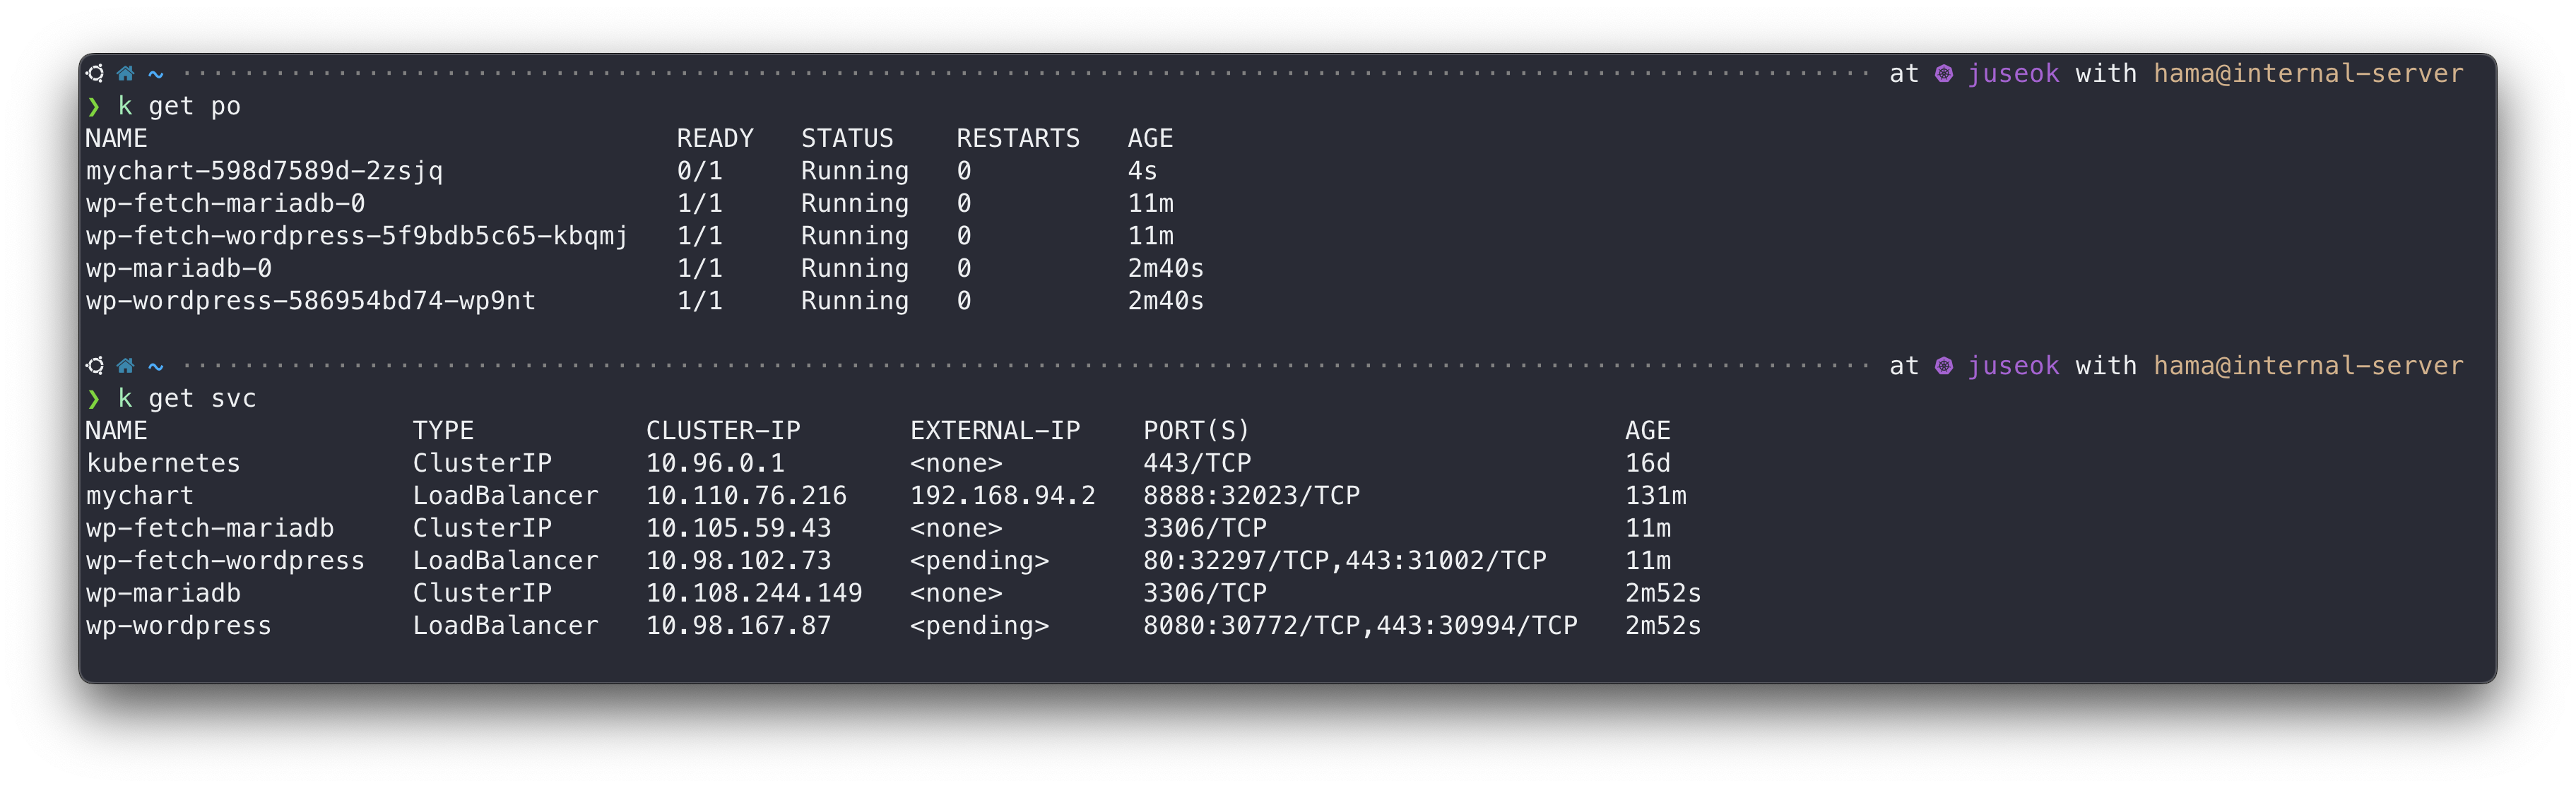 ~ at juseok with hama@internal-server
❯ k get po
NAME READY STATUS RESTARTS AGE
mychart-598d7589d-2zsjq 0/1 Running 0 4s
wp-fetch-mariadb-0 1/1 Running 0 11m
wp-fetch-wordpress-5f9bdb5c65-kbqmj 1/1 Running 0 11m
wp-mariadb-0 1/1 Running 0 2m40s
wp-wordpress-586954bd74-wp9nt 1/1 Running 0 2m40s
~ at juseok with hama@internal-server
❯ k get svc
NAME TYPE CLUSTER-IP EXTERNAL-IP PORT(S) AGE
kubernetes ClusterIP 10.96.0.1 <none> 443/TCP 16d
mychart LoadBalancer 10.110.76.216 192.168.94.2 8888:32023/TCP 131m
wp-fetch-mariadb ClusterIP 10.105.59.43 <none> 3306/TCP 11m
wp-fetch-wordpress LoadBalancer 10.98.102.73 <pending> 80:32297/TCP,443:31002/TCP 11m
wp-mariadb ClusterIP 10.108.244.149 <none> 3306/TCP 2m52s
wp-wordpress LoadBalancer 10.98.167.87 <pending> 8080:30772/TCP,443:30994/TCP 2m52s